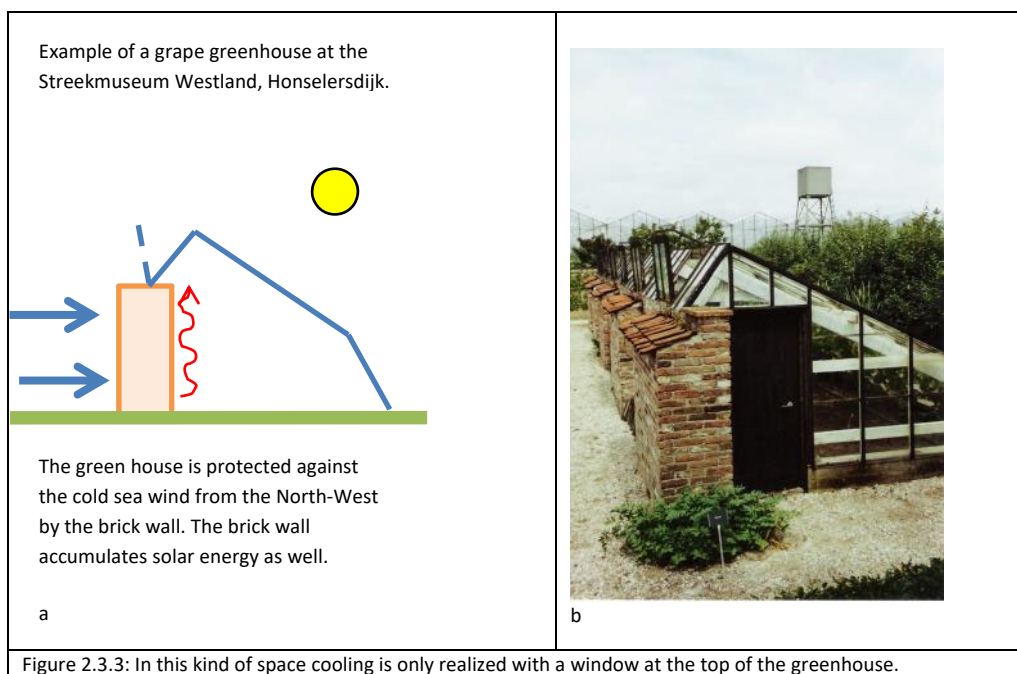 Example of a grape greenhouse at the
Streekmuseum Westland, Honselersdijk.
The green house is protected against
the cold sea wind from the North-West
by the brick wall. The brick wall
accumulates solar energy as well.
a
b
Figure 2.3.3: In this kind of space cooling is only realized with a window at the top of the greenhouse.